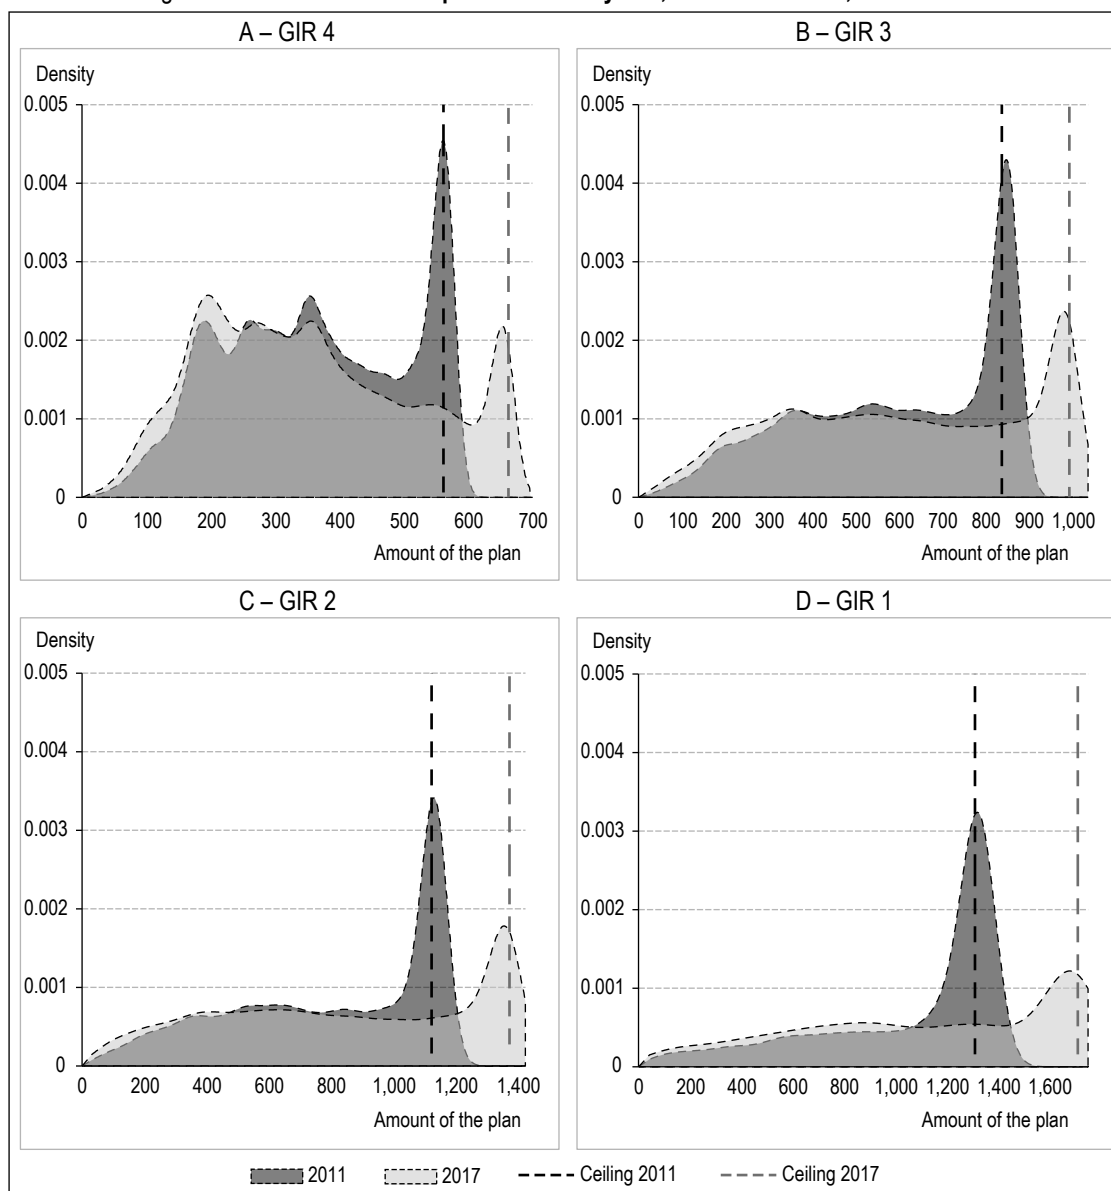 A – GIR 4
B – GIR 3
Density
Density
0.005
0.004
0.003
0.002
0.001
0
0 100 200 300 400 500 600 700
Amount of the plan
0.005
0.004
0.003
0.002
0.001
0
0 100 200 300 400 500 600 700 800 900 1,000
Amount of the plan
C – GIR 2
D – GIR 1
Density
Density
0.005
0.004
0.003
0.002
0.001
0
0 200 400 600 800 1,000 1,200 1,400
Amount of the plan
0.005
0.004
0.003
0.002
0.001
0
0 200 400 600 800 1,000 1,200 1,400 1,600
Amount of the plan
2011 2017 Ceiling 2011 Ceiling 2017